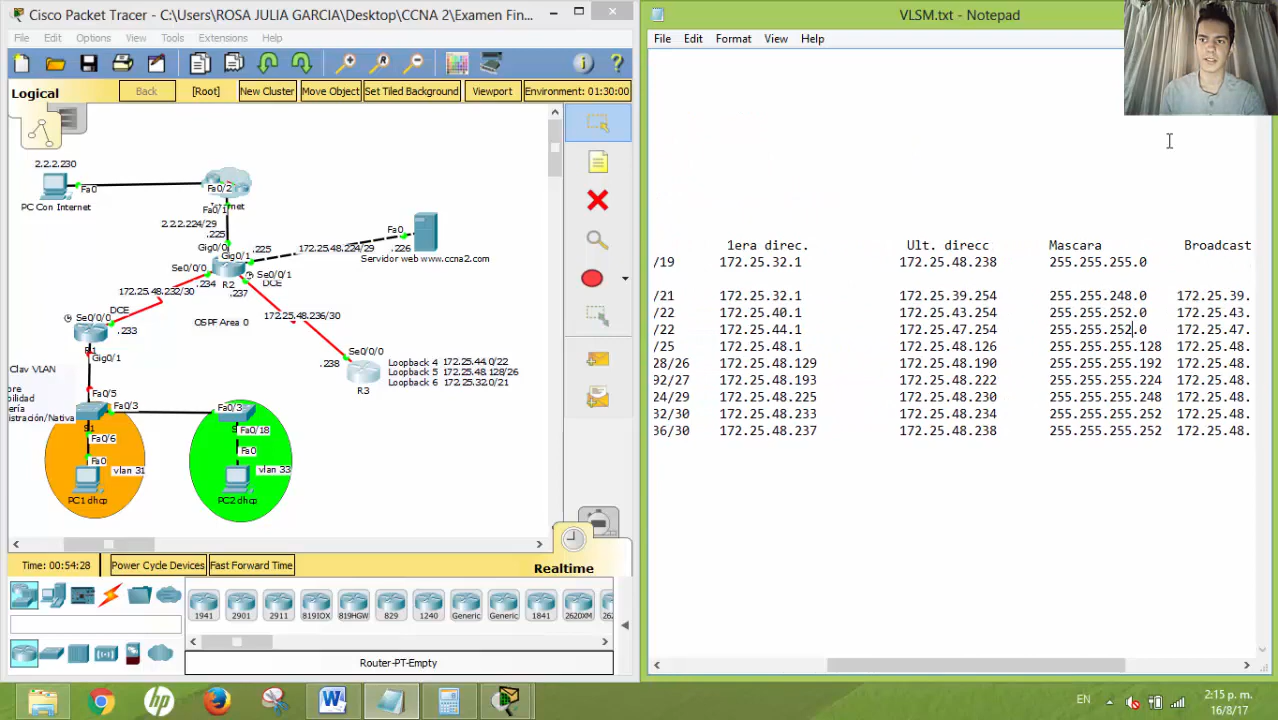 Cisco Packet Tracer - C:\Users\ROSA JULIA GARCIA\Desktop\CCNA 2\Examen Fin...
File Edit Options View Tools Extensions Help
Logical Back [Root] New Cluster Move Object Set Tiled Background Viewport Environment: 01:30:00
2.2.2.230
Fa0
PC Con Internet
Fa0/2
Fa0/1
2.2.2.224/29
.225
Gig0/0
Gig0/1
.225
172.25.48.224/29
Fa0
.226
Servidor web www.ccna2.com
Se0/0/0
.234
R2
Se0/0/1
DCE
.237
172.25.48.232/30
172.25.48.236/30
OSPF Area 0
DCE
Se0/0/0
.233
Gig0/1
Se0/0/0
.238
R3
Loopback 4 172.25.44.0/22
Loopback 5 172.25.48.128/26
Loopback 6 172.25.32.0/21
Clav VLAN
Fa0/5
Fa0/3
Fa0/3
Fa0/6
Fa0/18
Fa0
Fa0
vlan 31
vlan 33
PC1 dhcp
PC2 dhcp
Time: 00:54:28 Power Cycle Devices Fast Forward Time
Realtime
1941 2901 2911 819IOX 819HGW 829 1240 Generic Generic 1841 2620XM
Router-PT-Empty
VLSM.txt - Notepad
File Edit Format View Help
1era direc. Ult. direcc Mascara Broadcast
/19 172.25.32.1 172.25.48.238 255.255.255.0
/21 172.25.32.1 172.25.39.254 255.255.248.0 172.25.39.
/22 172.25.40.1 172.25.43.254 255.255.252.0 172.25.43.
/22 172.25.44.1 172.25.47.254 255.255.252.0 172.25.47.
/25 172.25.48.1 172.25.48.126 255.255.255.128 172.25.48.
28/26 172.25.48.129 172.25.48.190 255.255.255.192 172.25.48.
92/27 172.25.48.193 172.25.48.222 255.255.255.224 172.25.48.
24/29 172.25.48.225 172.25.48.230 255.255.255.248 172.25.48.
32/30 172.25.48.233 172.25.48.234 255.255.255.252 172.25.48.
36/30 172.25.48.237 172.25.48.238 255.255.255.252 172.25.48.
EN
2:15 p. m.
16/8/17